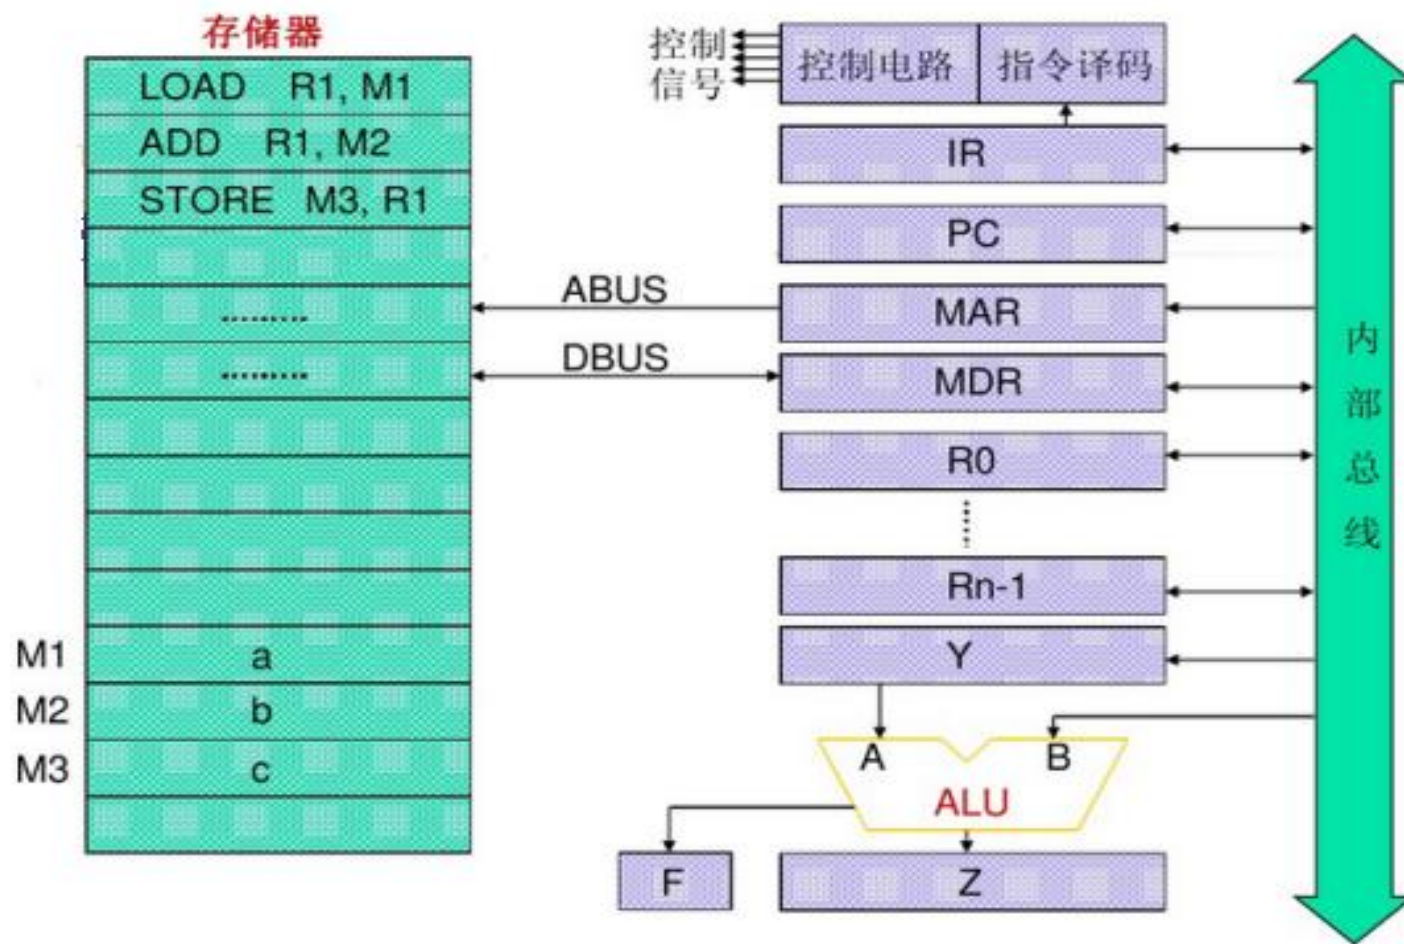 存储器
LOAD R1, M1
ADD R1, M2
STORE M3, R1
………
………
M1 a
M2 b
M3 c
ABUS
DBUS
控制
信号
控制电路 指令译码
IR
PC
MAR
MDR
R0
Rn-1
Y
A B
ALU
F Z
内部总线